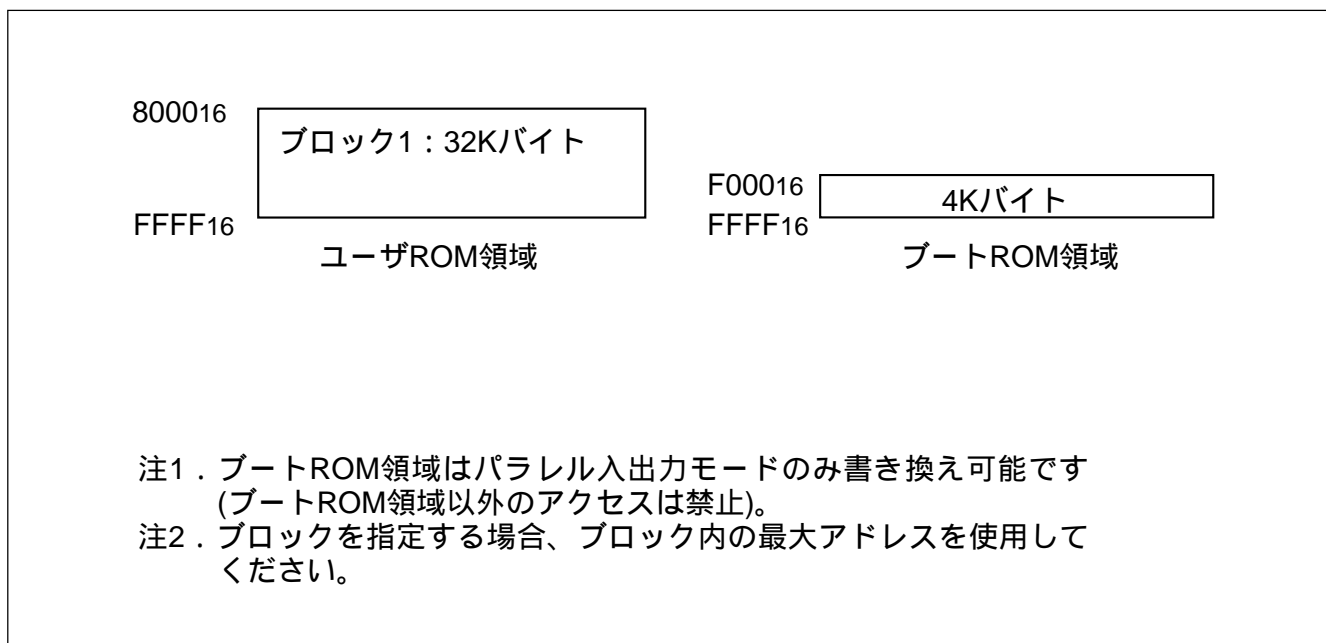 800016
ブロック1：32Kバイト
FFFF16
ユーザROM領域
F00016
4Kバイト
FFFF16
ブートROM領域
注1．ブートROM領域はパラレル入出力モードのみ書き換え可能です
(ブートROM領域以外のアクセスは禁止)。
注2．ブロックを指定する場合、ブロック内の最大アドレスを使用して
ください。